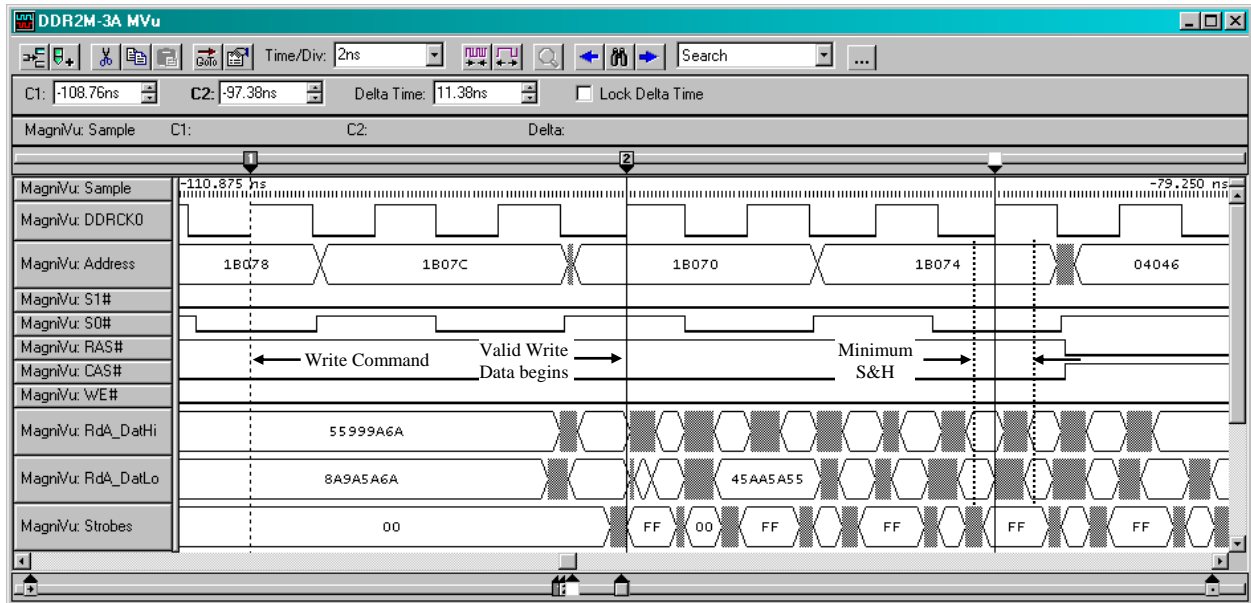 DDR2M-3A MVu
GoTo Time/Div: 2ns Search ...
C1: -108.76ns C2: -97.38ns Delta Time: 11.38ns Lock Delta Time
MagniVu: Sample C1: C2: Delta:
1 2
MagniVu: Sample -110.875 ns -79.250 ns
MagniVu: DDRCK0
MagniVu: Address 1B078 1B07C 1B070 1B074 04046
MagniVu: S1#
MagniVu: S0#
MagniVu: RAS#
Write Command Valid Write Data begins Minimum S&H
MagniVu: CAS#
MagniVu: WE#
MagniVu: RdA_DatHi 55999A6A
MagniVu: RdA_DatLo 8A9A5A6A 45AA5A55
MagniVu: Strobes 00 FF 00 FF FF FF FF